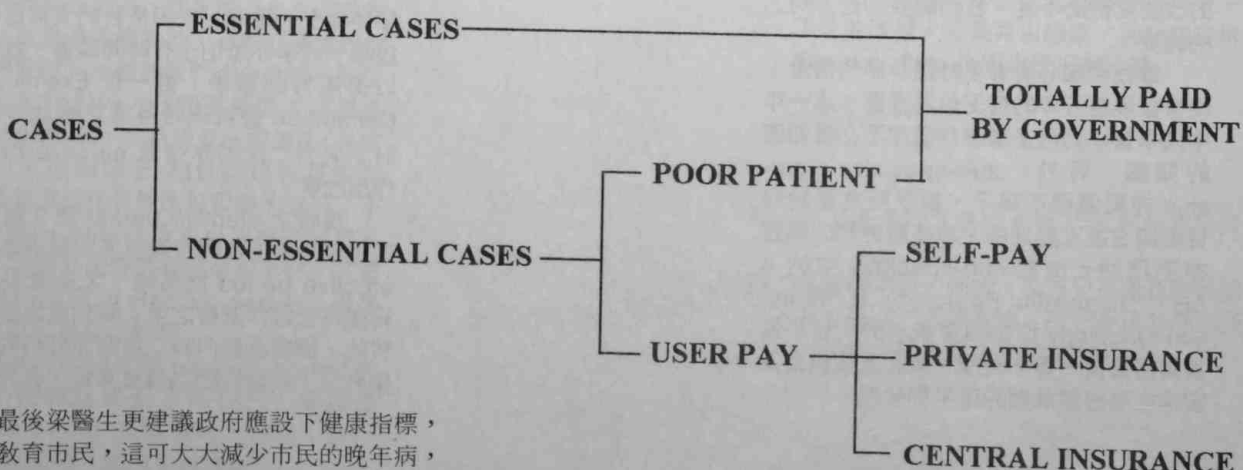 ESSENTIAL CASES
TOTALLY PAID
BY GOVERNMENT
CASES
POOR PATIENT
NON-ESSENTIAL CASES
SELF-PAY
USER PAY
PRIVATE INSURANCE
CENTRAL INSURANCE
最後梁醫生更建議政府應設下健康指標，
教育市民，這可大大減少市民的晚年病，